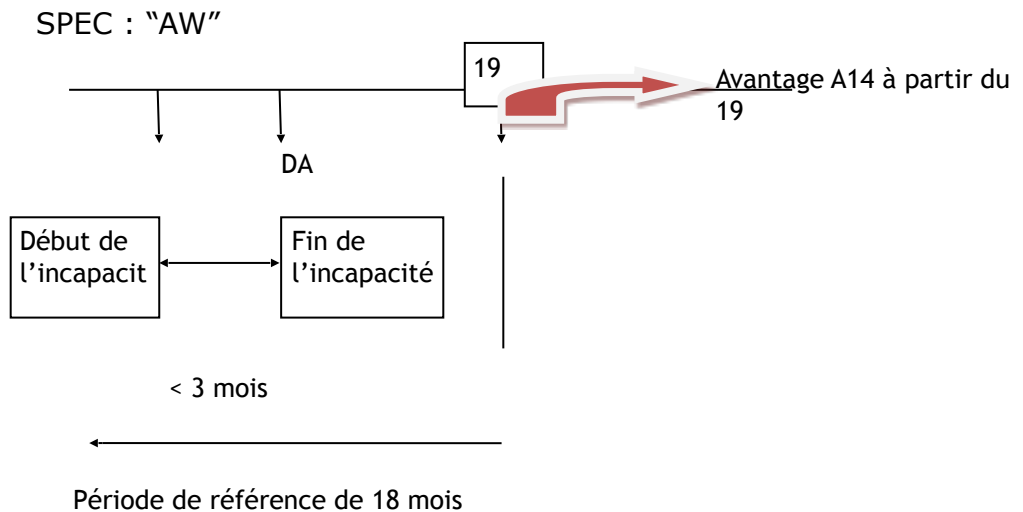 SPEC : “AW”
19
Avantage A14 à partir du
19
DA
Début de
l’incapacit
Fin de
l’incapacité
< 3 mois
Période de référence de 18 mois